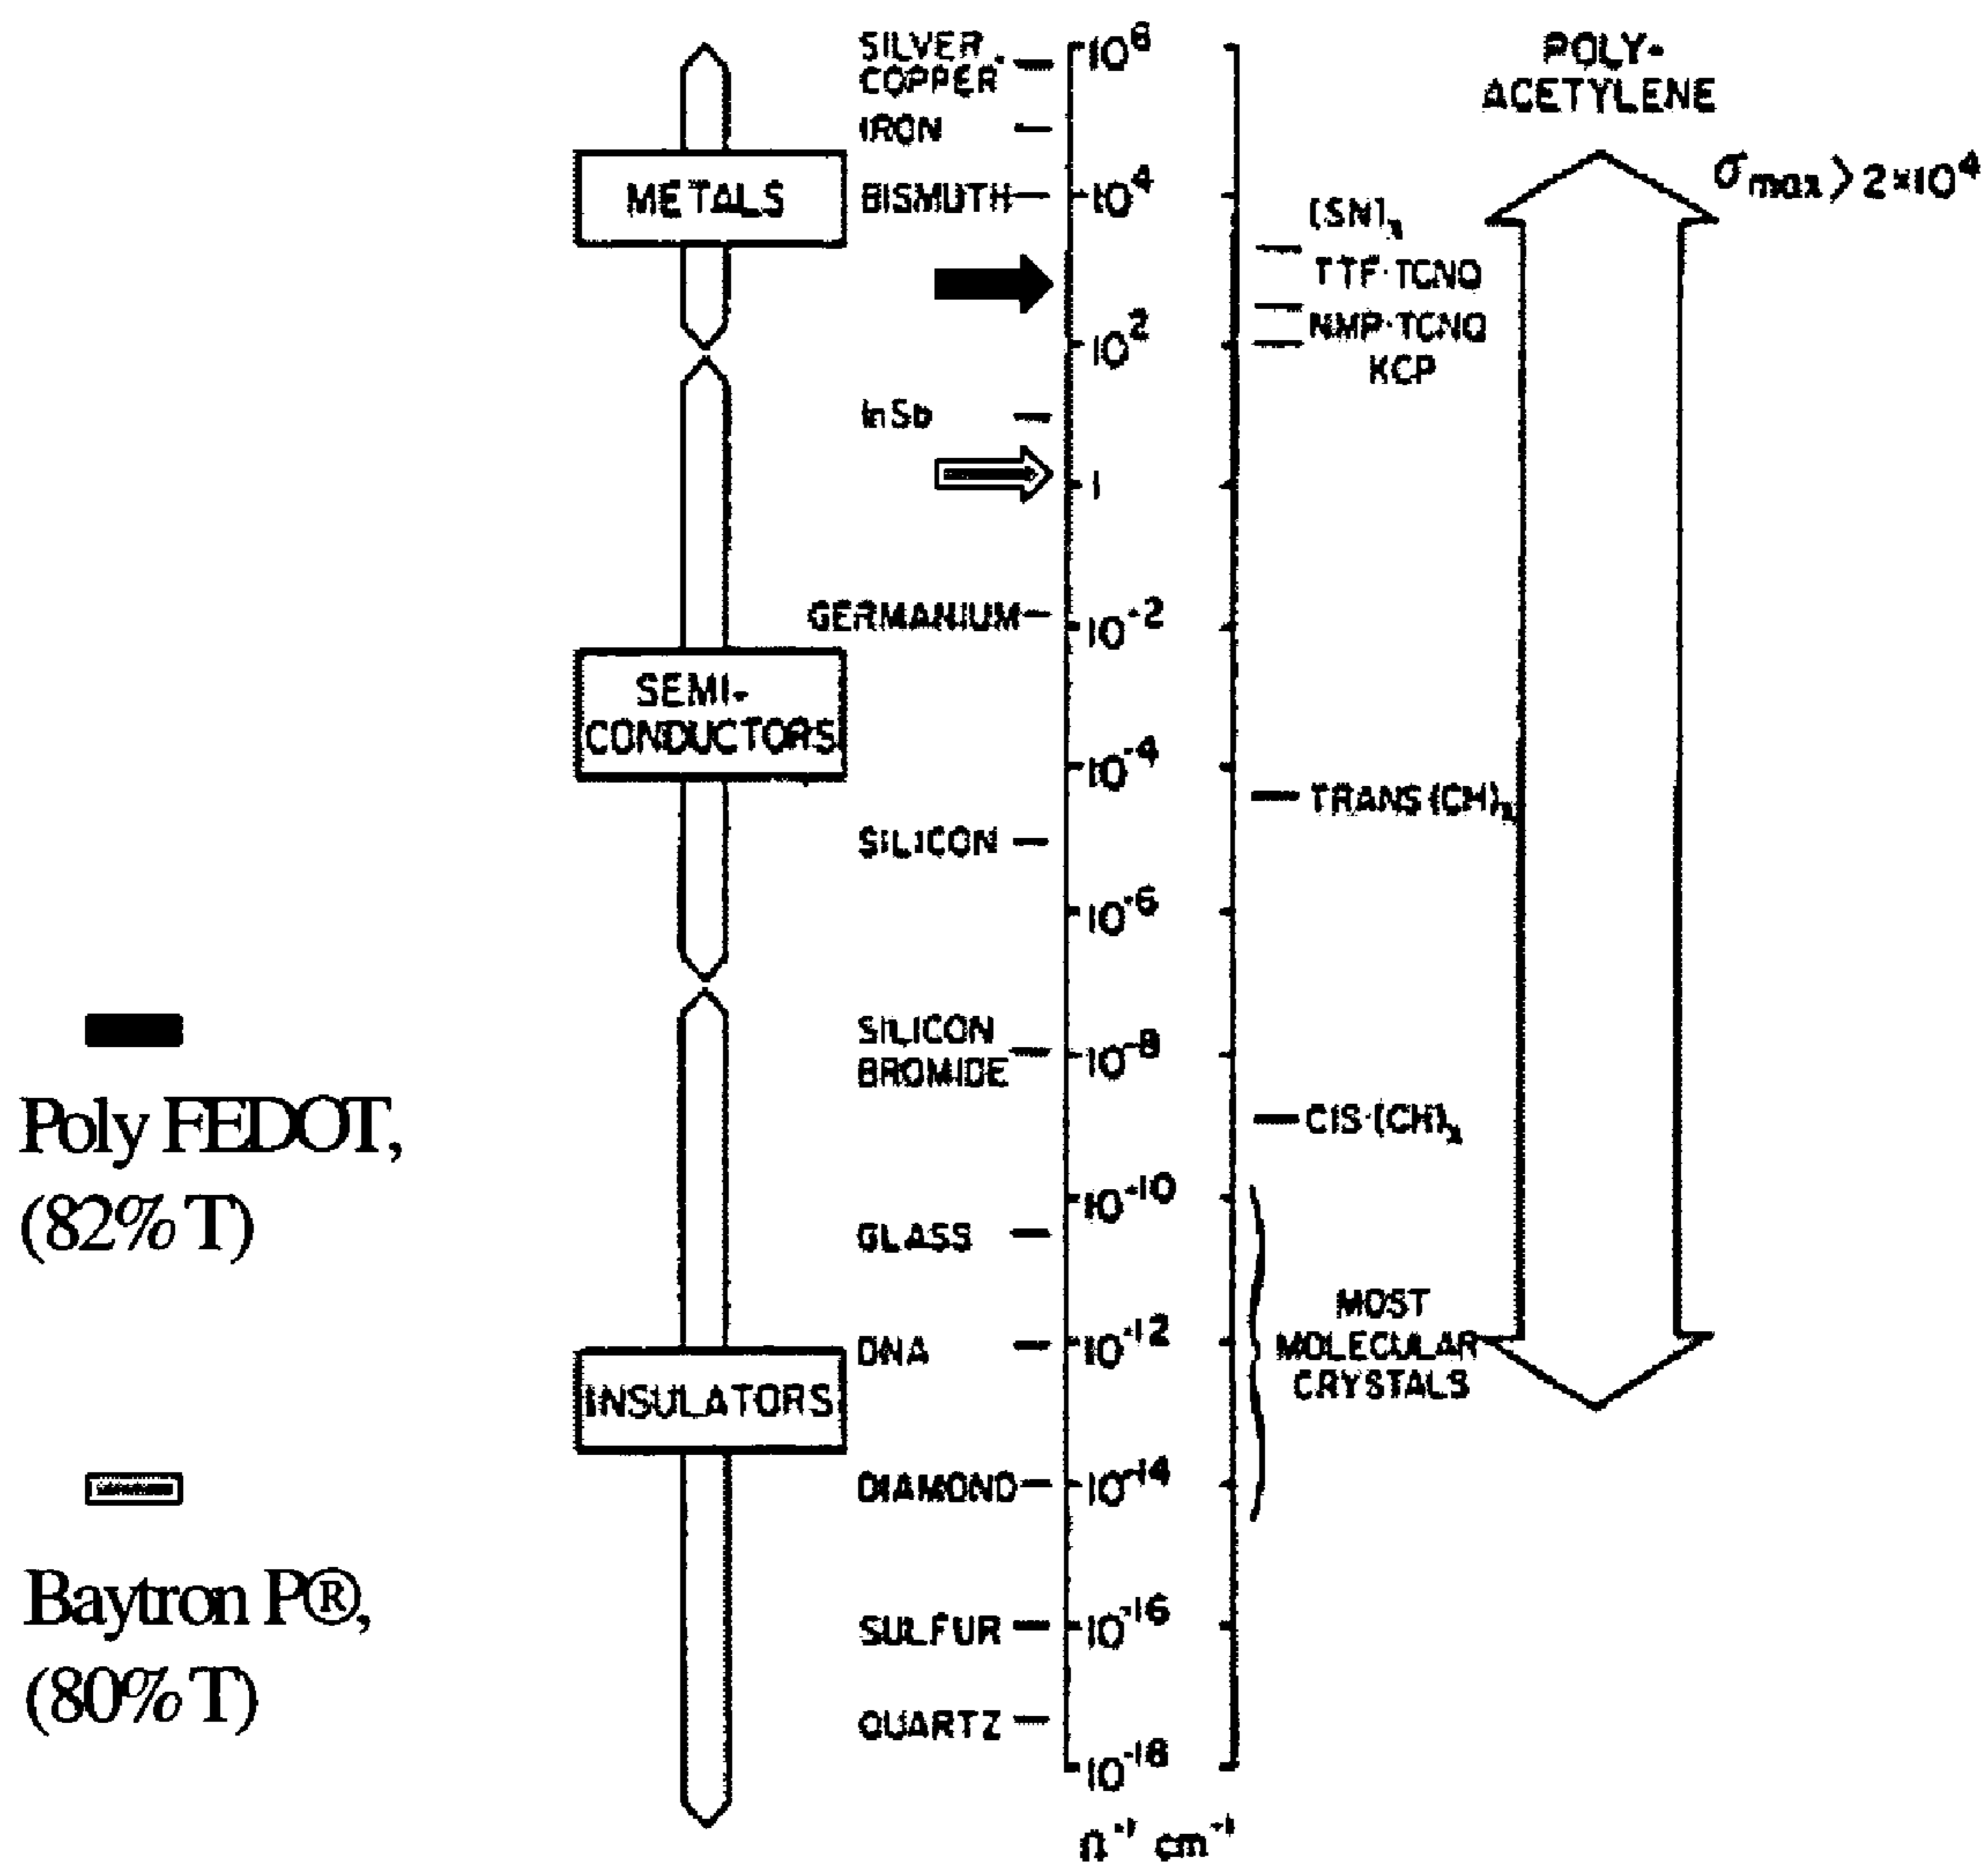 SILVER
COPPER
IRON
METALS
BISMUTH
InSb
GERMANIUM
SEMI-
CONDUCTORS
SILICON
SILICON
BROMIDE
GLASS
DNA
INSULATORS
DIAMOND
SULFUR
QUARTZ
10⁶
10⁴
10²
1
10⁻²
10⁻⁴
10⁻⁶
10⁻⁸
10⁻¹⁰
10⁻¹²
10⁻¹⁴
10⁻¹⁶
10⁻¹⁸
Ω⁻¹ cm⁻¹
(SN)ₓ
TTF·TCNQ
NMP·TCNQ
KCP
TRANS (CH)ₓ
CIS·(CH)ₓ
MOST
MOLECULAR
CRYSTALS
POLY-
ACETYLENE
σmax > 2×10⁴
Poly FEDOT,
(82% T)
Baytron P®,
(80% T)